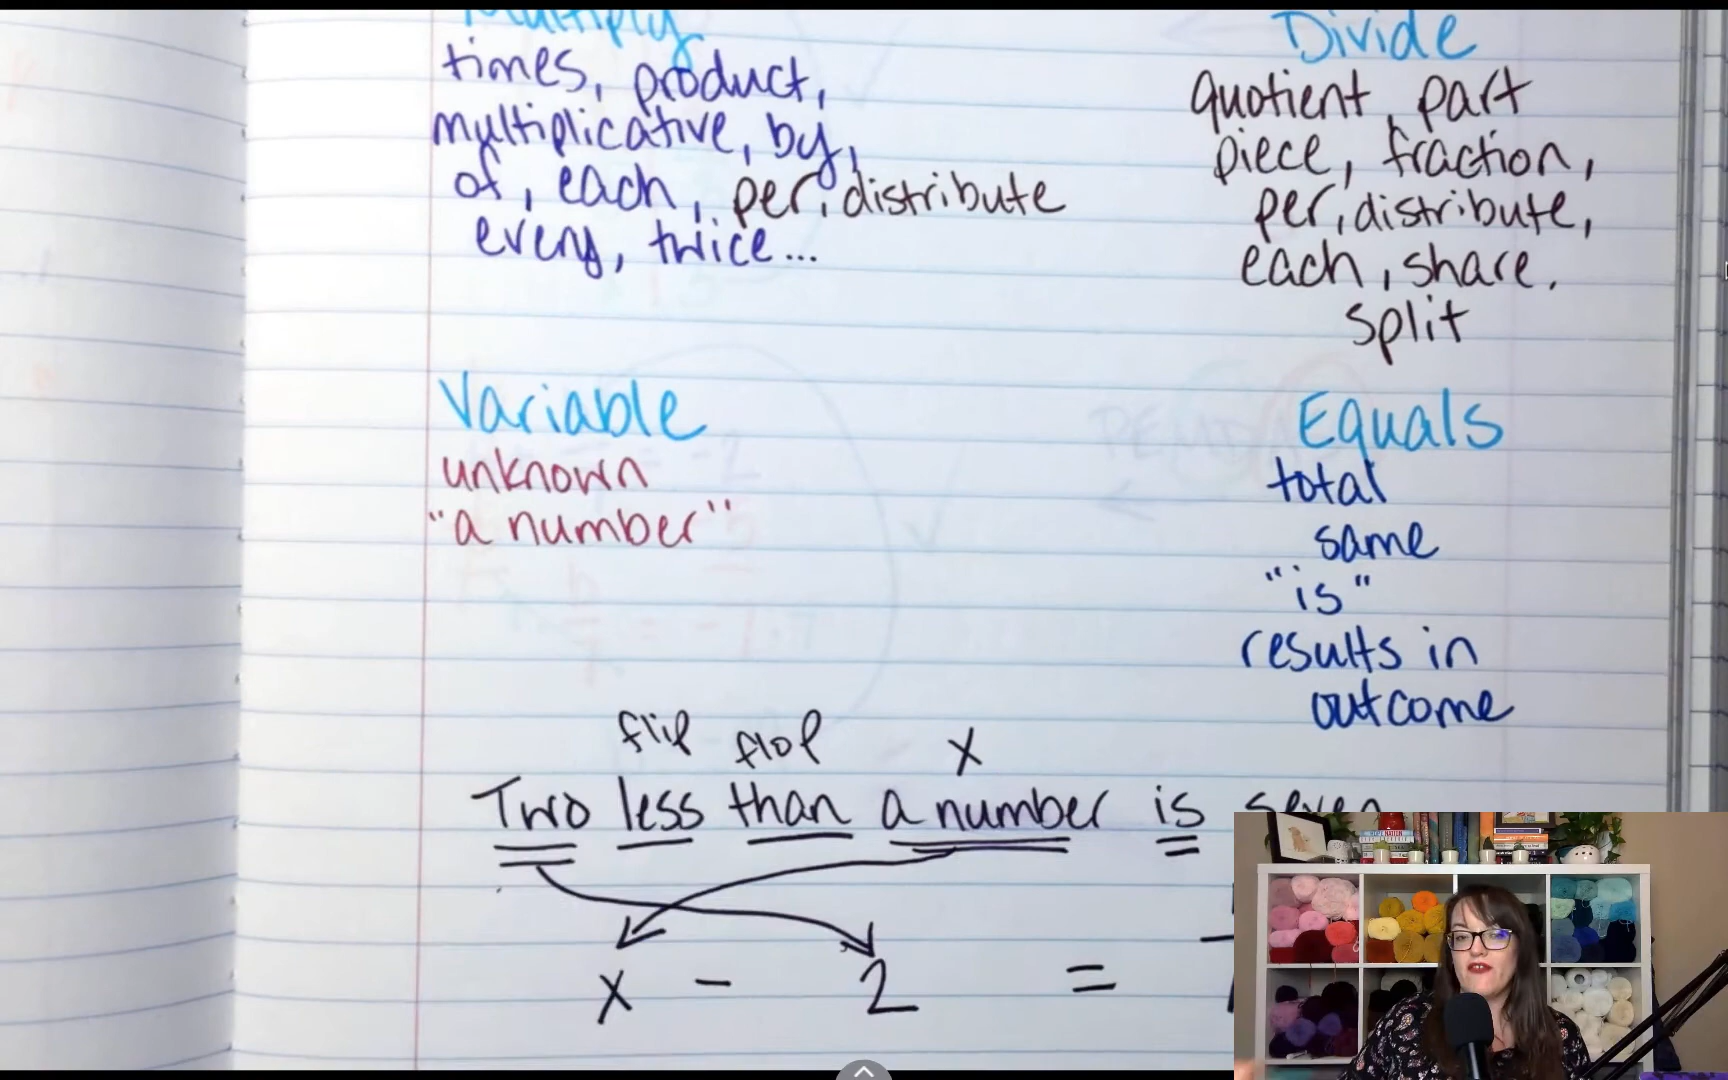 Multiply
times, product,
multiplicative, by,
of, each, per, distribute
every, twice...
Divide
quotient, part
piece, fraction,
per, distribute,
each, share,
split
Variable
unknown
"a number"
Equals
total
same
"is"
results in
outcome
flip flop x
Two less than a number is seven
x - 2 =